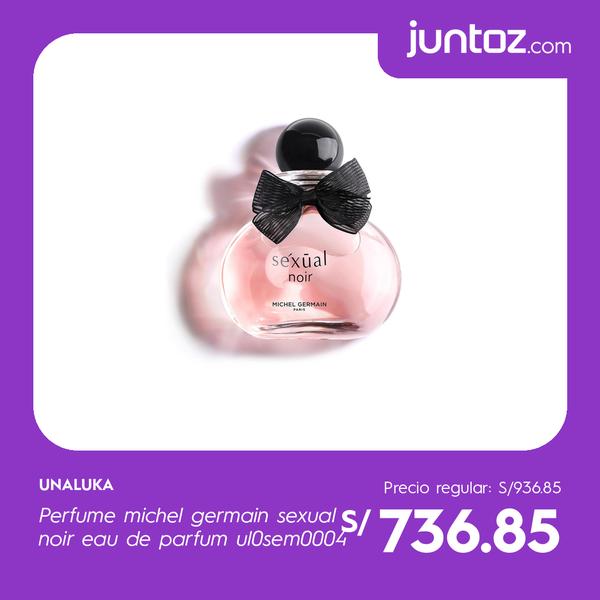 juntoz.com
séxūal
noir
MICHEL GERMAIN
PARIS
UNALUKA
Perfume michel germain sexual
noir eau de parfum ul0sem0004
Precio regular: S/936.85
S/ 736.85